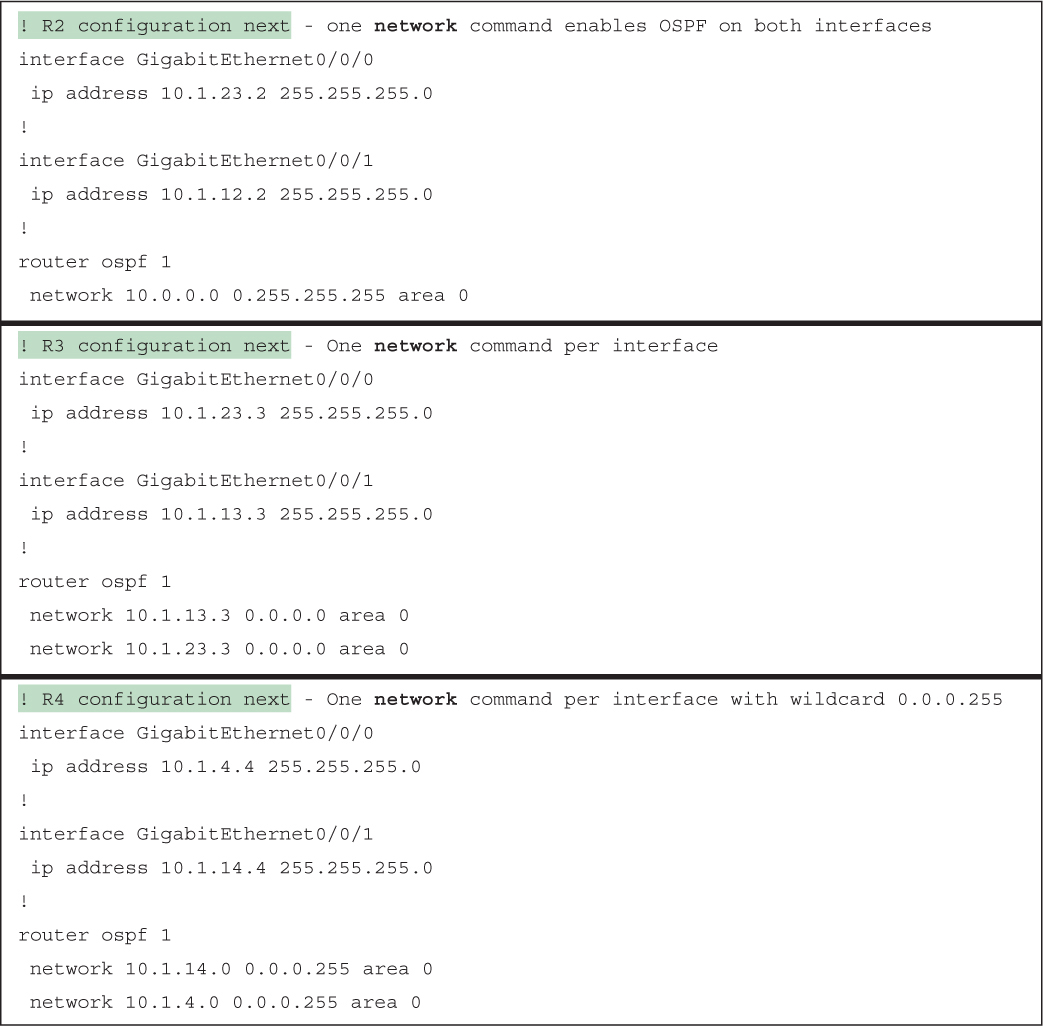 ! R2 configuration next - one network command enables OSPF on both interfaces
interface GigabitEthernet0/0/0
 ip address 10.1.23.2 255.255.255.0
!
interface GigabitEthernet0/0/1
 ip address 10.1.12.2 255.255.255.0
!
router ospf 1
 network 10.0.0.0 0.255.255.255 area 0
! R3 configuration next - One network command per interface
interface GigabitEthernet0/0/0
 ip address 10.1.23.3 255.255.255.0
!
interface GigabitEthernet0/0/1
 ip address 10.1.13.3 255.255.255.0
!
router ospf 1
 network 10.1.13.3 0.0.0.0 area 0
 network 10.1.23.3 0.0.0.0 area 0
! R4 configuration next - One network command per interface with wildcard 0.0.0.255
interface GigabitEthernet0/0/0
 ip address 10.1.4.4 255.255.255.0
!
interface GigabitEthernet0/0/1
 ip address 10.1.14.4 255.255.255.0
!
router ospf 1
 network 10.1.14.0 0.0.0.255 area 0
 network 10.1.4.0 0.0.0.255 area 0